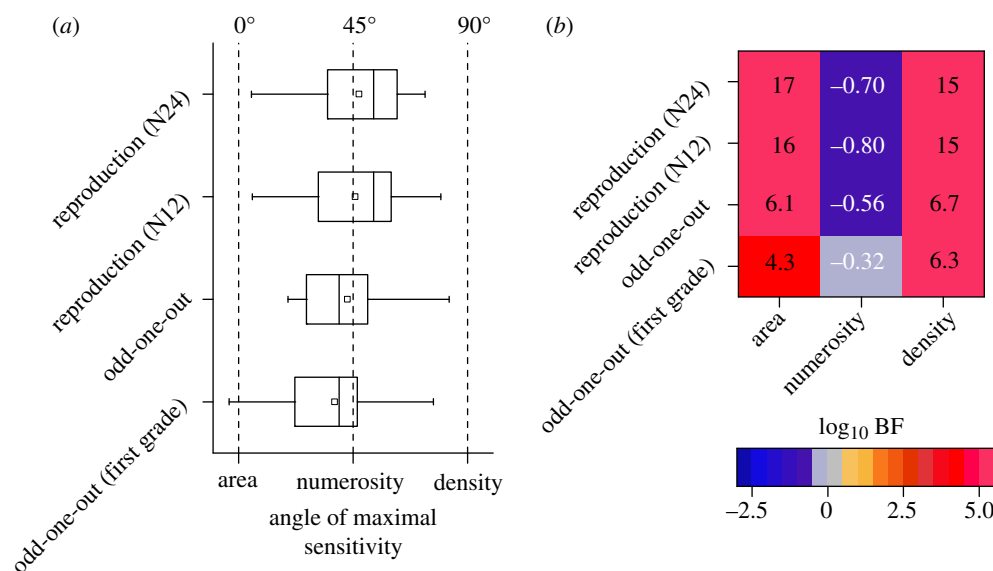 (a)
0° 45° 90°
reproduction (N24)
reproduction (N12)
odd-one-out
odd-one-out (first grade)
area numerosity density
angle of maximal
sensitivity
(b)
reproduction (N24)
reproduction (N12)
odd-one-out
odd-one-out (first grade)
17 –0.70 15
16 –0.80 15
6.1 –0.56 6.7
4.3 –0.32 6.3
area numerosity density
log10 BF
–2.5 0 2.5 5.0